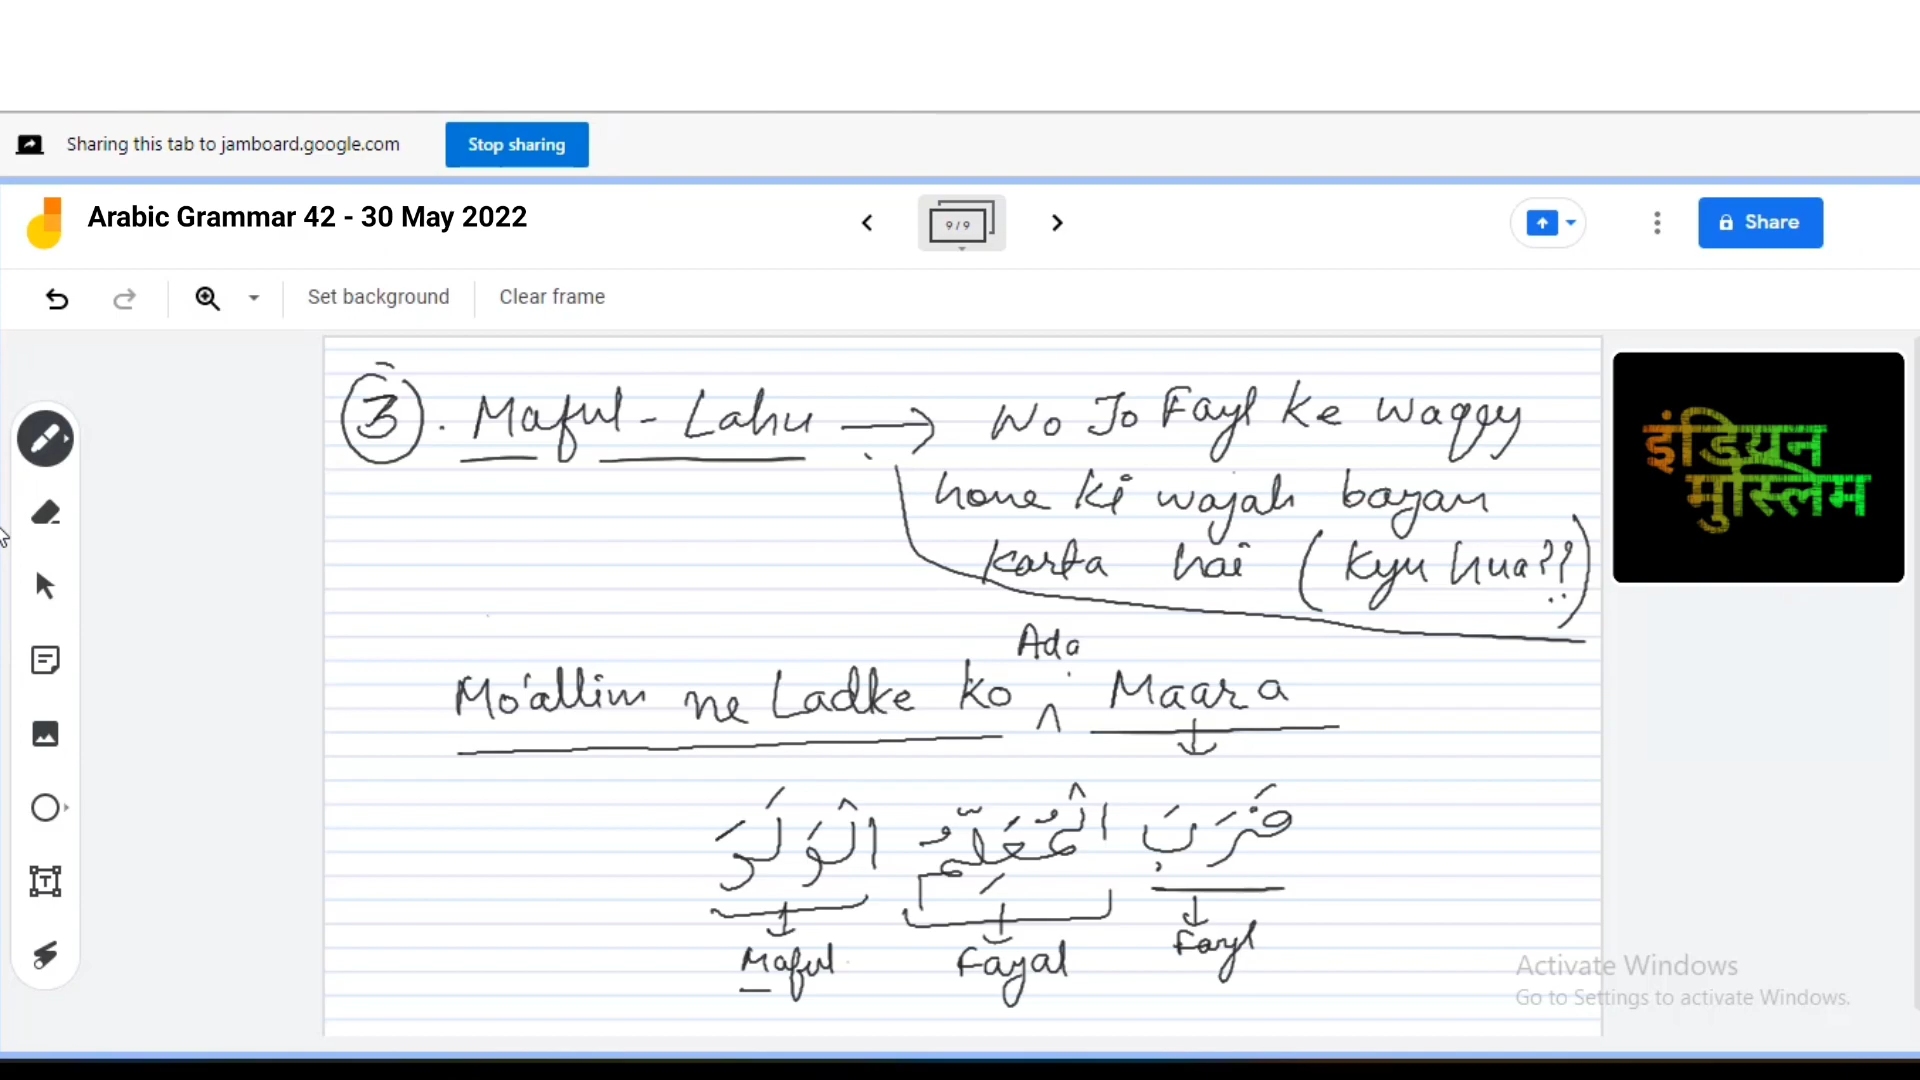 Sharing this tab to jamboard.google.com Stop sharing
Arabic Grammar 42 - 30 May 2022
9/9
Share
Set background Clear frame
3. Maful - Lahu → Wo Jo Fayl Ke waqey
hone ki wajah bayan
karta hai (kyu hua??)
Ada
Mo'allim ne Ladke ko ^ Maara
ضَرَبَ الْمُعَلِّمُ الْوَلَدَ
Fayl
Maful Fayal
इंडियन
मुस्लिम
Activate Windows
Go to Settings to activate Windows.